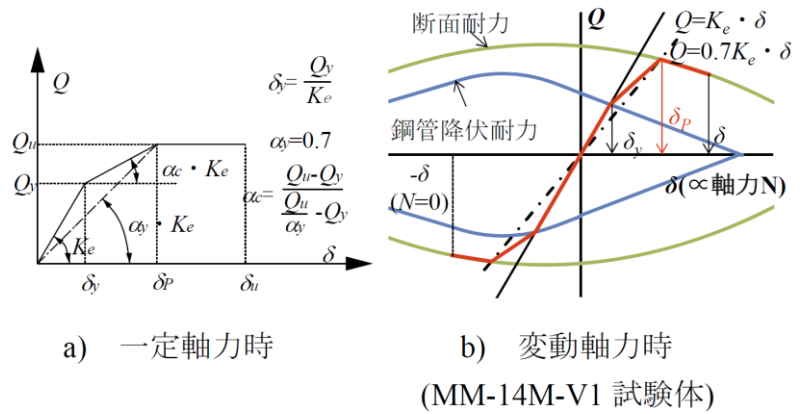 Q
Qu
Qy
δy=Qy/Ke
αy=0.7
αc=(Qu-Qy)/(Qu/αy -Qy)
αc・Ke
αy・Ke
Ke
δy
δP
δu
δ
a) 一定軸力時
断面耐力
Q
Q=Ke・δ
Q=0.7Ke・δ
鋼管降伏耐力
δy
δP
δ
-δ
(N=0)
δ(∝軸力N)
b) 変動軸力時
(MM-14M-V1 試験体)